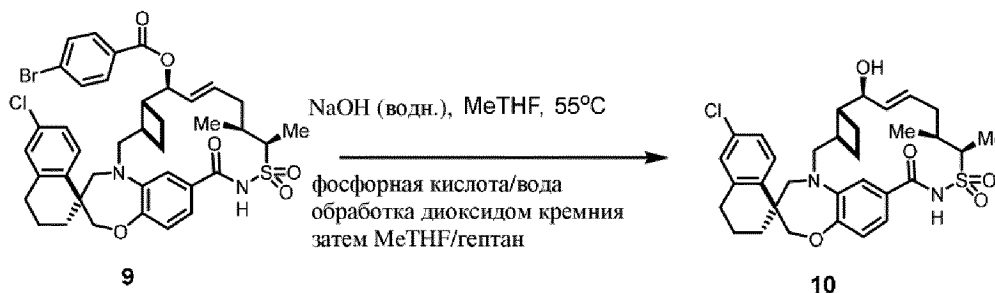 O
Br
O
Cl
Me
Me
O
N
S
O
O
N
H
O
9
NaOH (водн.), MeTHF, 55°C
фосфорная кислота/вода
обработка диоксидом кремния
затем MeTHF/гептан
OH
Cl
Me
Me
O
N
S
O
O
N
H
O
10